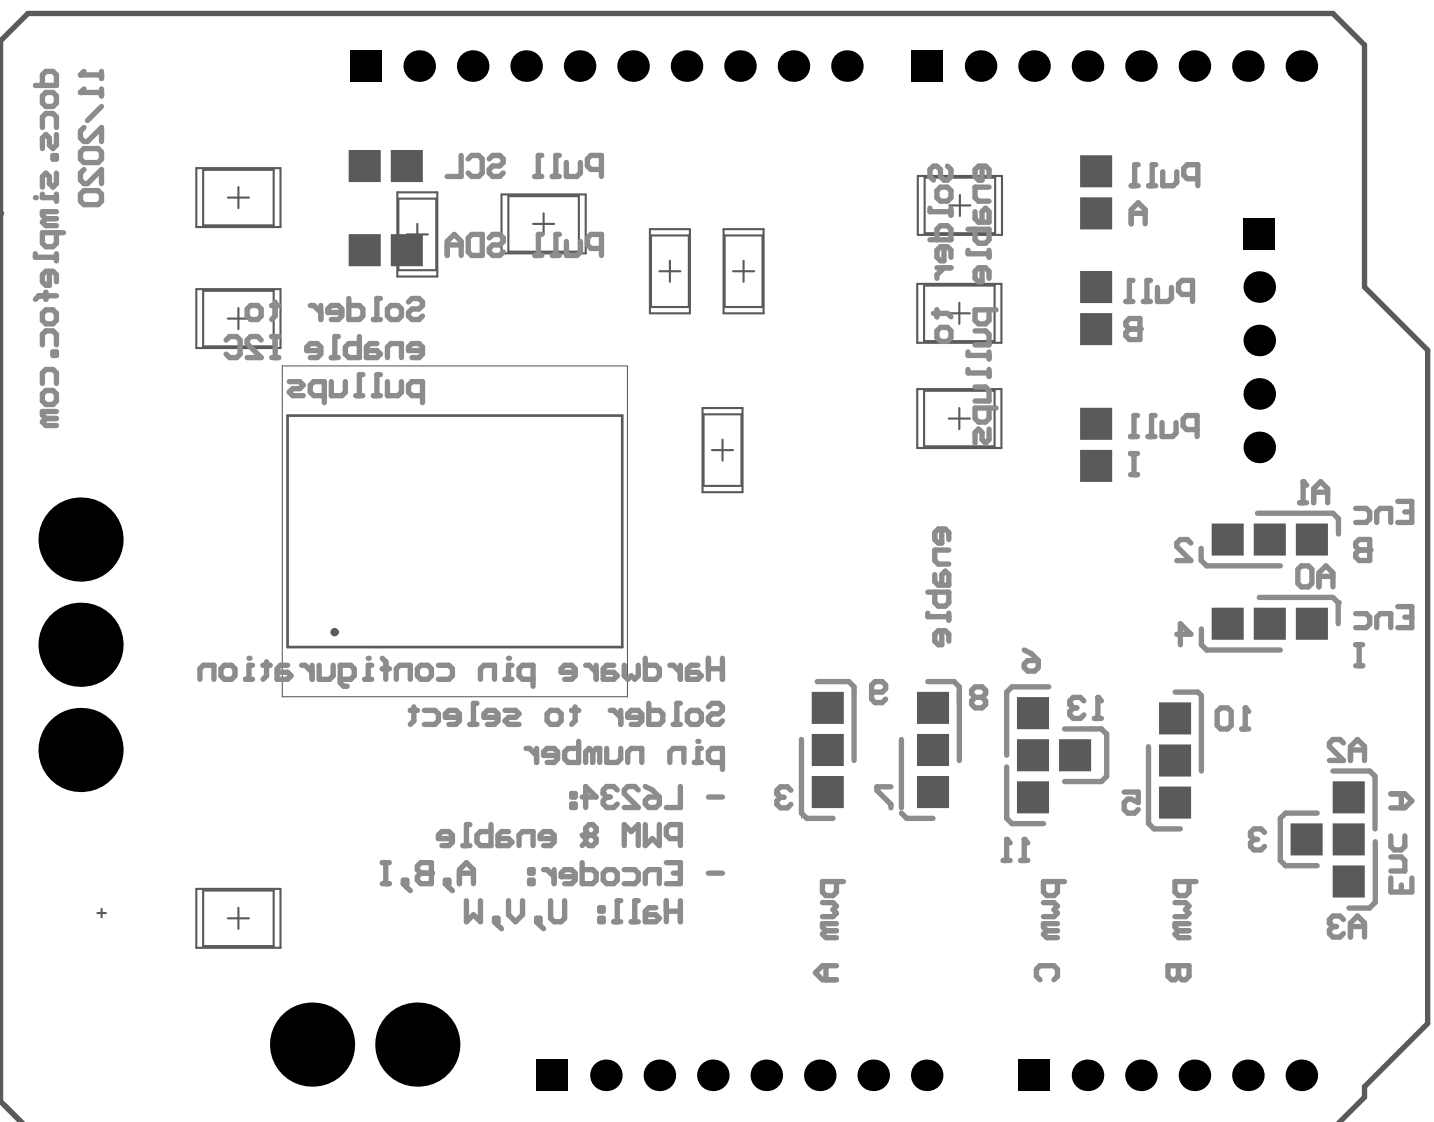 11/2020
docs.simplefoc.com
Pull SCL
Pull SDA
Solder to
enable I2C
pullups
Solder to
enable pullups
Pull
A
Pull
B
Pull
I
A1
Enc
B
2
A0
Enc
I
4
enable
Hardware pin configuration
Solder to select
pin number
- L6234:
PWM & enable
- Encoder: A,B,I
Hall: U,V,W
9
3
8
7
6
13
11
10
5
A2
Enc A
3
A3
pwm A
pwm C
pwm B